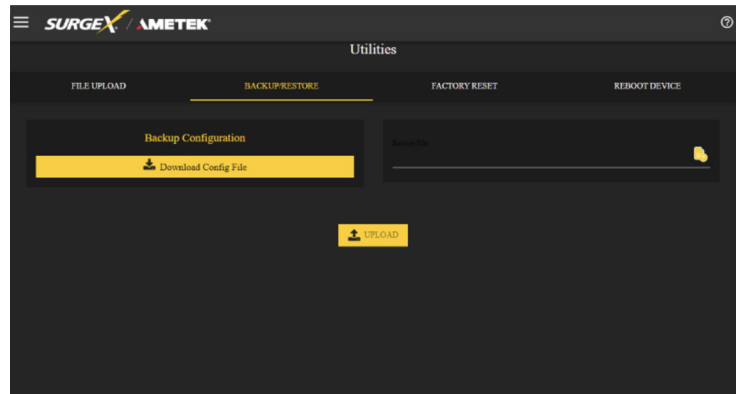 SURGEX / AMETEK
Utilities
FILE UPLOAD
BACKUP/RESTORE
FACTORY RESET
REBOOT DEVICE
Backup Configuration
Download Config File
UPLOAD